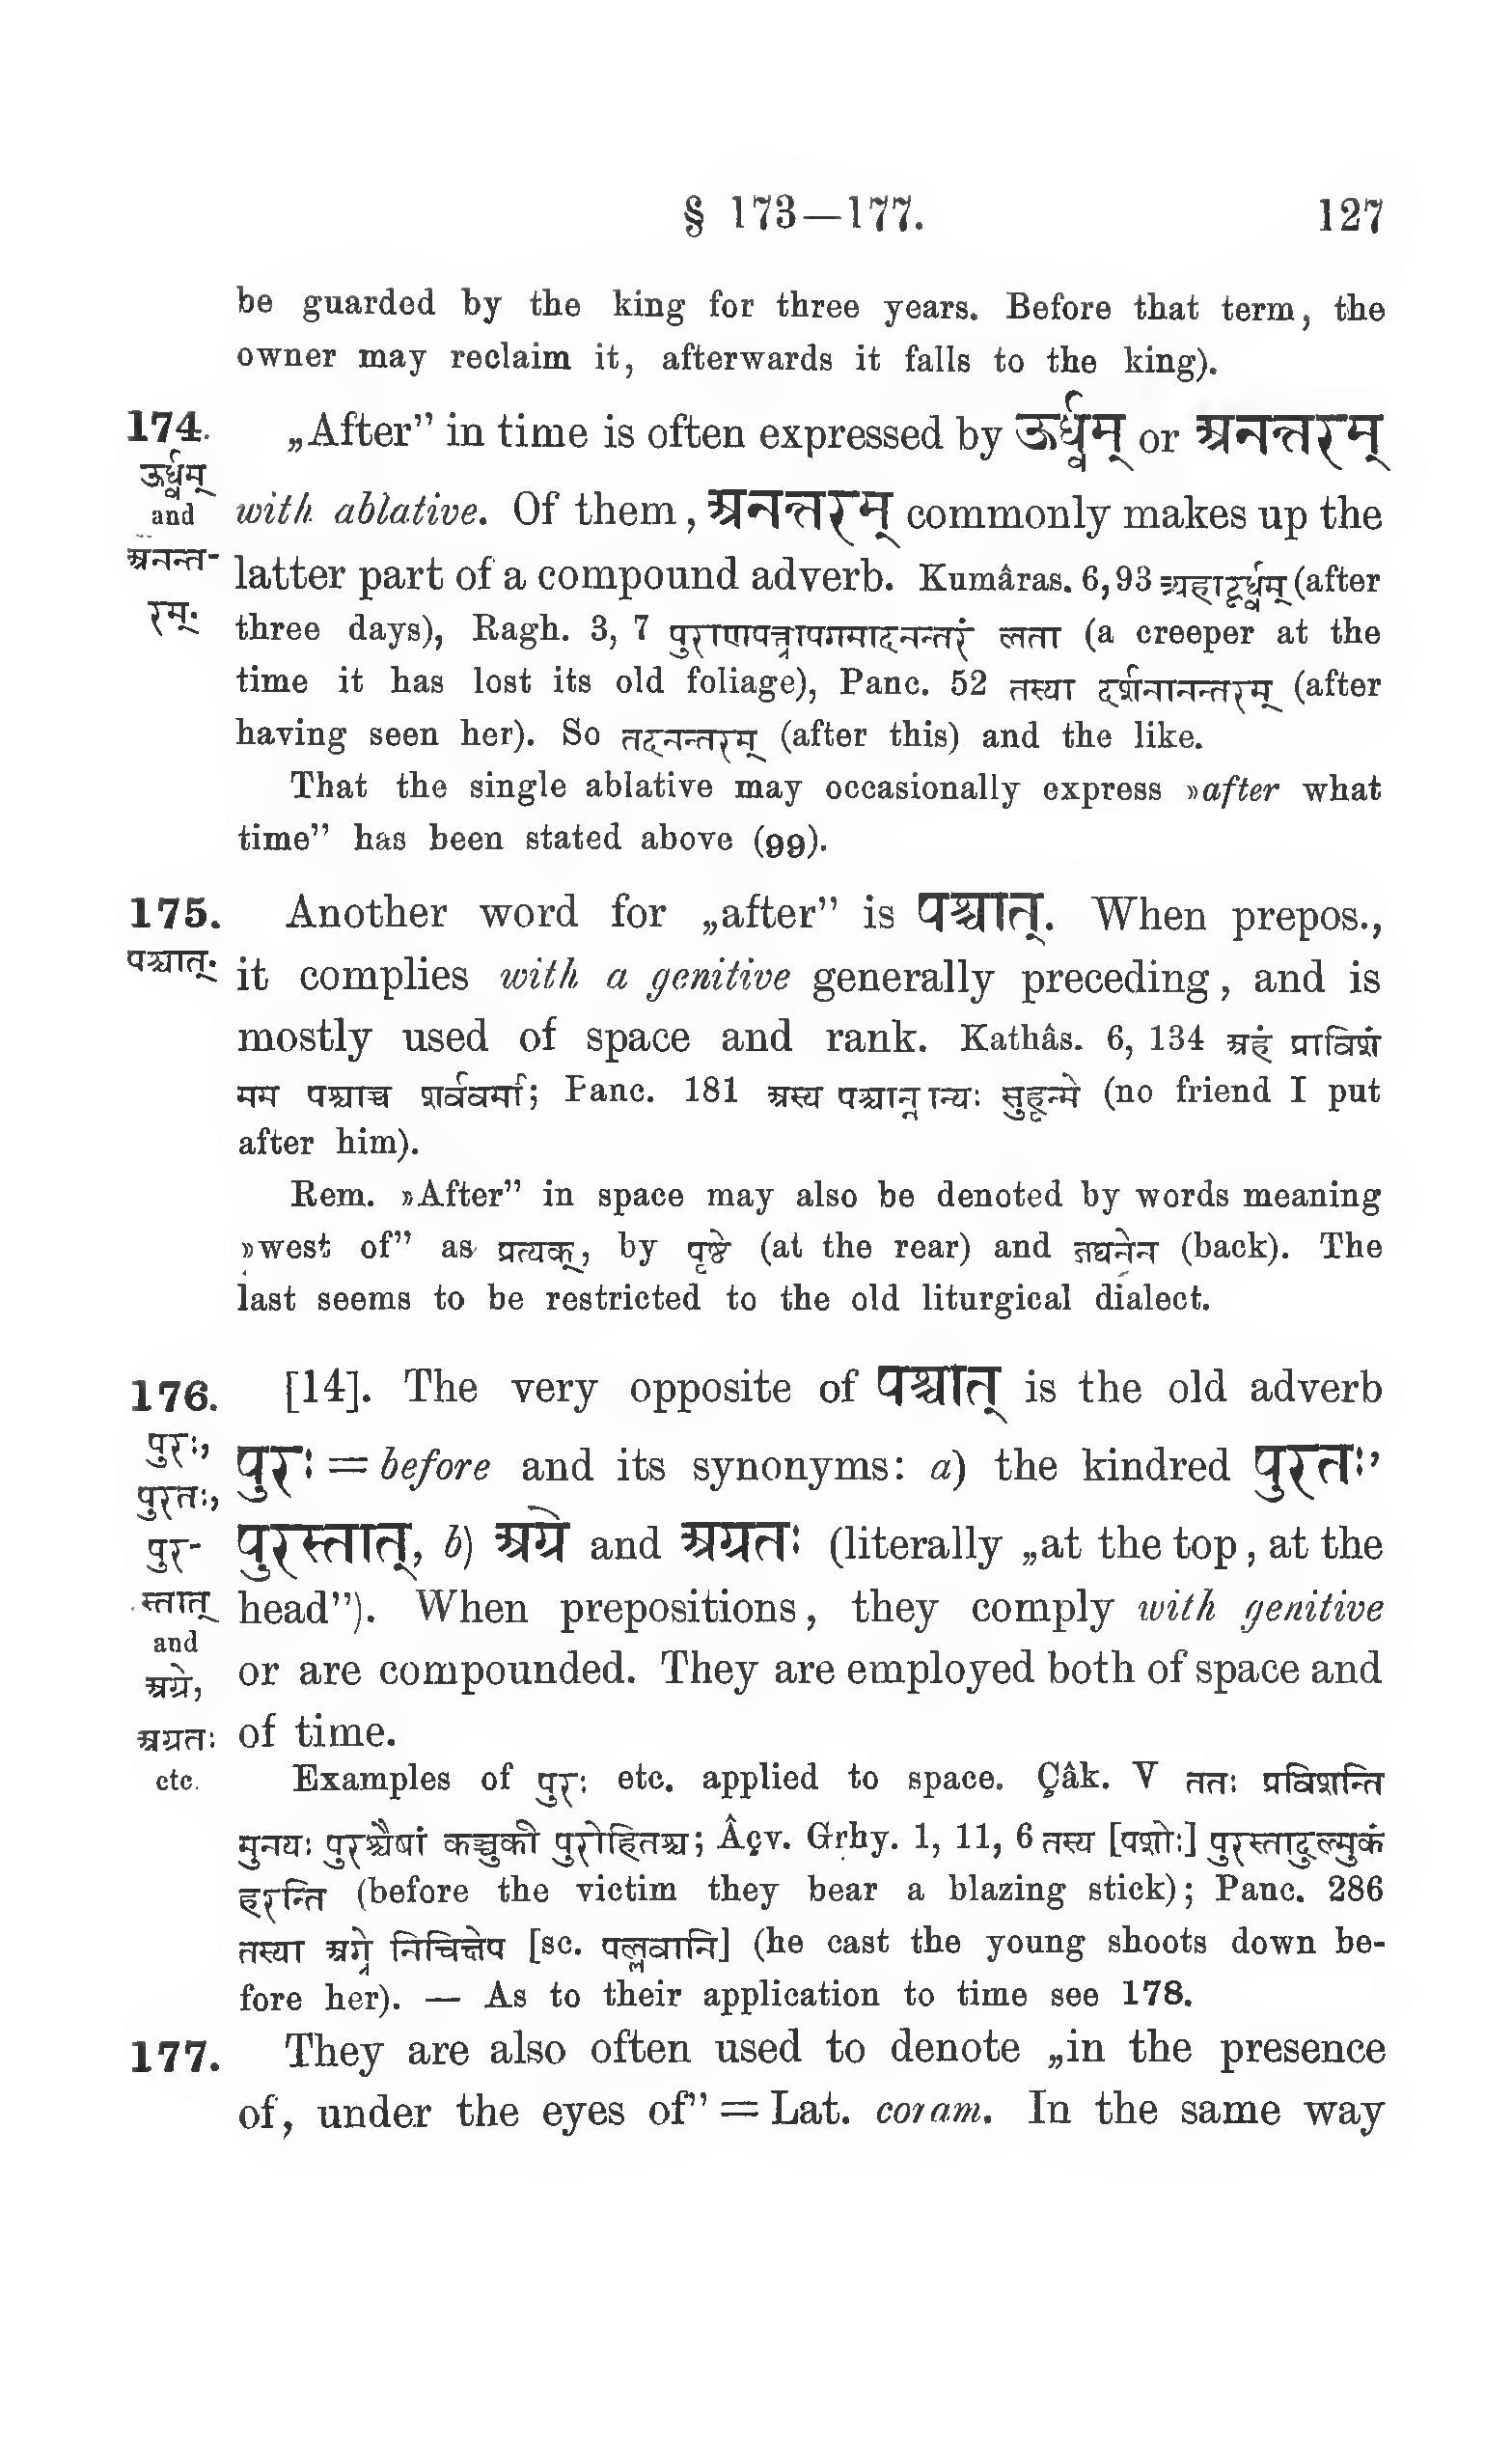 § 173—177. 127
be guarded by the king for three years. Before that term, the
owner may reclaim it, afterwards it falls to the king).
174. „After” in time is often expressed by ऊर्ध्वम् or अनन्तरम्
ऊर्ध्वम्
and
अनन्त-
रम्.
with ablative. Of them, अनन्तरम् commonly makes up the
latter part of a compound adverb. Kumâras. 6,93 त्र्यहादूर्ध्वम् (after
three days), Ragh. 3, 7 पुराणपत्त्रापगमादनन्तरं लता (a creeper at the
time it has lost its old foliage), Panc. 52 तस्या दर्शनानन्तरम् (after
having seen her). So तदनन्तरम् (after this) and the like.
That the single ablative may occasionally express »after what
time” has been stated above (99).
175. Another word for „after” is पश्चात्. When prepos.,
पश्चात्.
it complies with a genitive generally preceding, and is
mostly used of space and rank. Kathâs. 6, 134 अहं प्राविशं
मम पश्चाच्च शर्ववर्मा; Panc. 181 अस्य पश्चान्नान्यः सुहृन्मे (no friend I put
after him).
Rem. »After” in space may also be denoted by words meaning
»west of” as प्रत्यक्, by पृष्ठे (at the rear) and जघनेन (back). The
last seems to be restricted to the old liturgical dialect.
176. [14]. The very opposite of पश्चात् is the old adverb
पुरः,
पुरतः,
पुर-
स्तात्
and
अग्रे,
अग्रतः
etc.
पुरः = before and its synonyms: a) the kindred पुरतः,
पुरस्तात्, b) अग्रे and अग्रतः (literally „at the top, at the
head”). When prepositions, they comply with genitive
or are compounded. They are employed both of space and
of time.
Examples of पुरः etc. applied to space. Çâk. V ततः प्रविशन्ति
मुनयः पुरश्चैषां कञ्चुकी पुरोहितश्च; Âçv. Gṛhy. 1, 11, 6 तस्य [पशोः] पुरस्तादुल्मुकं
हरन्ति (before the victim they bear a blazing stick); Panc. 286
तस्या अग्रे निचिक्षेप [sc. पल्लवानि] (he cast the young shoots down be-
fore her). — As to their application to time see 178.
177. They are also often used to denote „in the presence
of, under the eyes of” = Lat. coram. In the same way